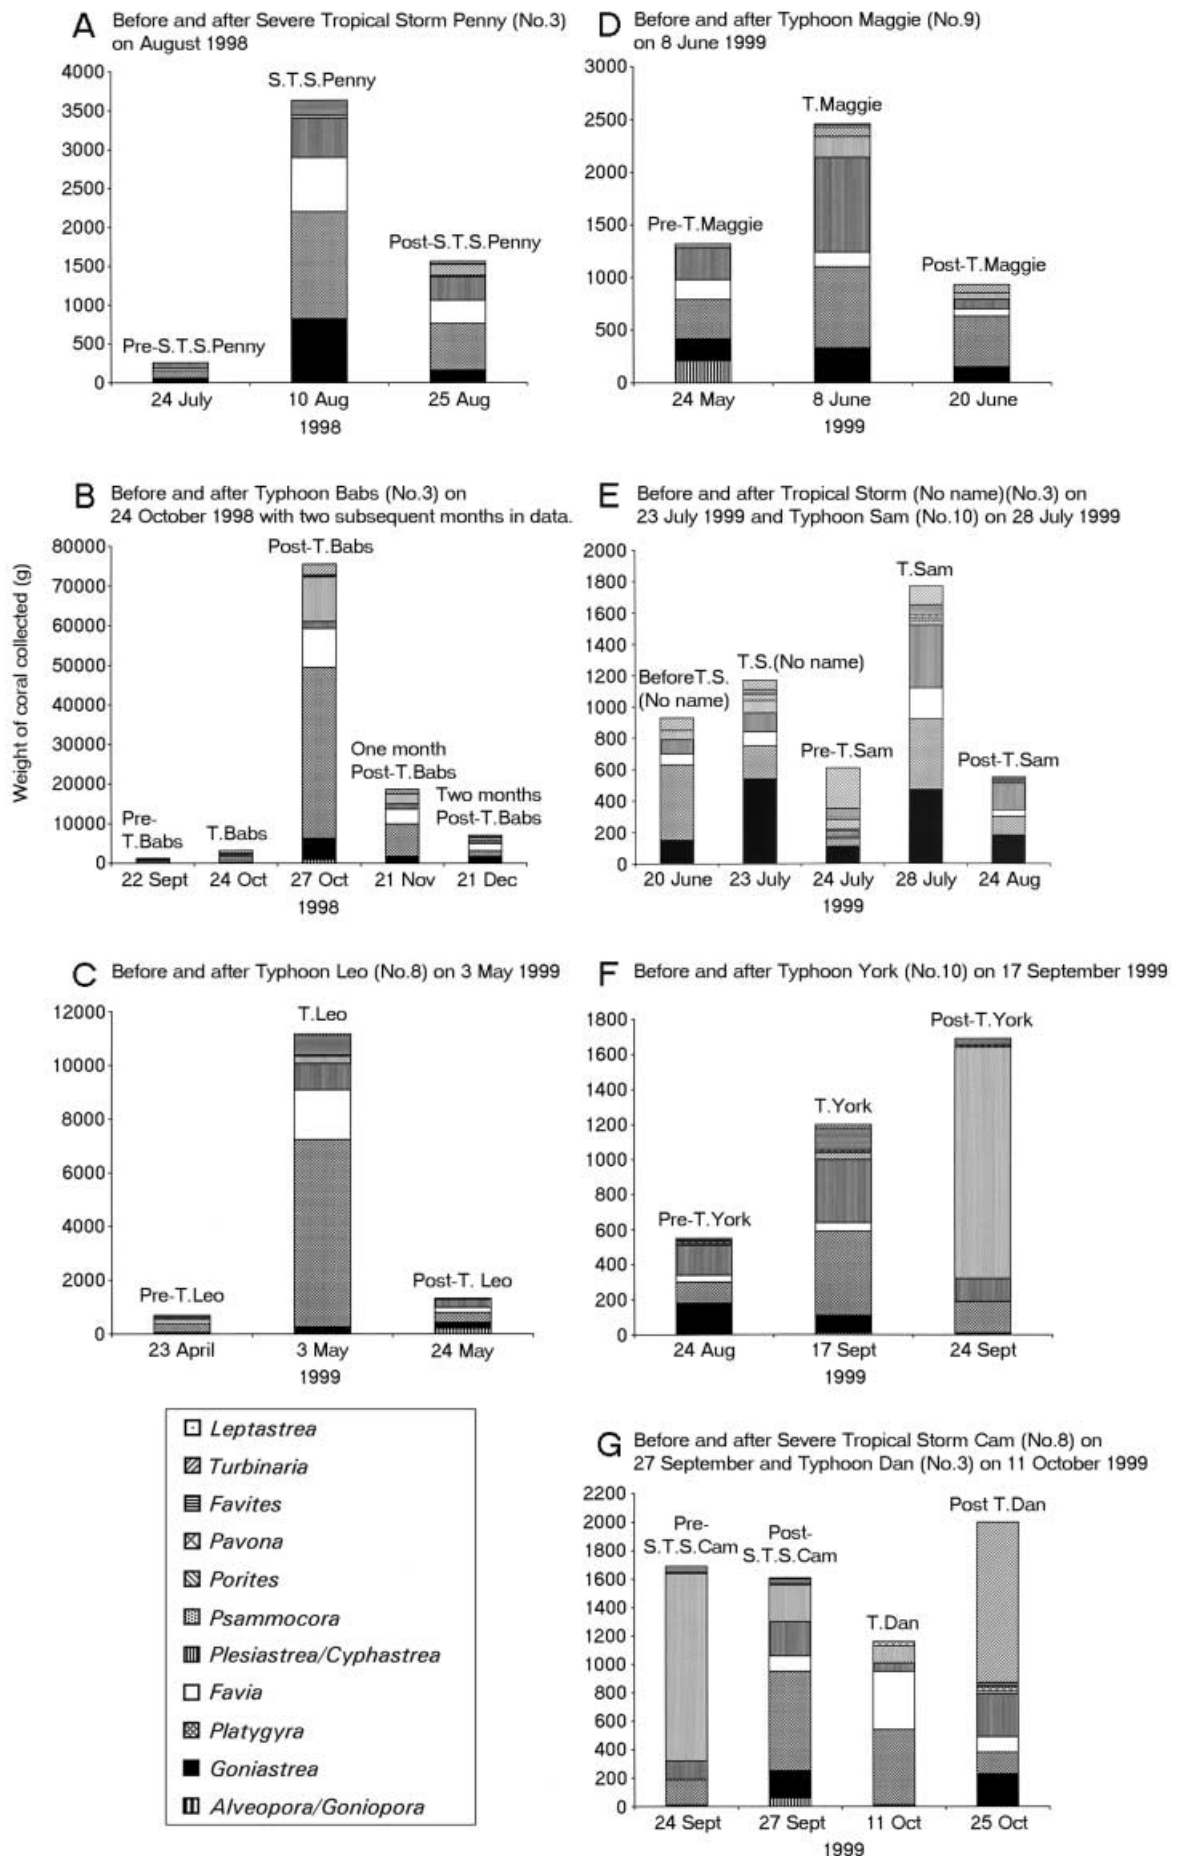 A Before and after Severe Tropical Storm Penny (No.3)
on August 1998
4000
3500
3000
2500
2000
1500
1000
500
0
S.T.S.Penny
Post-S.T.S.Penny
Pre-S.T.S.Penny
24 July 10 Aug 25 Aug
1998
D Before and after Typhoon Maggie (No.9)
on 8 June 1999
3000
2500
2000
1500
1000
500
0
T.Maggie
Pre-T.Maggie
Post-T.Maggie
24 May 8 June 20 June
1999
Weight of coral collected (g)
B Before and after Typhoon Babs (No.3) on
24 October 1998 with two subsequent months in data.
80000
70000
60000
50000
40000
30000
20000
10000
0
Post-T.Babs
One month
Post-T.Babs
Two months
Post-T.Babs
Pre-
T.Babs
T.Babs
22 Sept 24 Oct 27 Oct 21 Nov 21 Dec
1998
E Before and after Tropical Storm (No name)(No.3) on
23 July 1999 and Typhoon Sam (No.10) on 28 July 1999
2000
1800
1600
1400
1200
1000
800
600
400
200
0
T.Sam
T.S.(No name)
BeforeT.S.
(No name)
Pre-T.Sam
Post-T.Sam
20 June 23 July 24 July 28 July 24 Aug
1999
C Before and after Typhoon Leo (No.8) on 3 May 1999
12000
10000
8000
6000
4000
2000
0
T.Leo
Pre-T.Leo
Post-T. Leo
23 April 3 May 24 May
1999
F Before and after Typhoon York (No.10) on 17 September 1999
1800
1600
1400
1200
1000
800
600
400
200
0
Post-T.York
T.York
Pre-T.York
24 Aug 17 Sept 24 Sept
1999
Leptastrea
Turbinaria
Favites
Pavona
Porites
Psammocora
Plesiastrea/Cyphastrea
Favia
Platygyra
Goniastrea
Alveopora/Goniopora
G Before and after Severe Tropical Storm Cam (No.8) on
27 September and Typhoon Dan (No.3) on 11 October 1999
2200
2000
1800
1600
1400
1200
1000
800
600
400
200
0
Pre-
S.T.S.Cam
Post-
S.T.S.Cam
T.Dan
Post T.Dan
24 Sept 27 Sept 11 Oct 25 Oct
1999